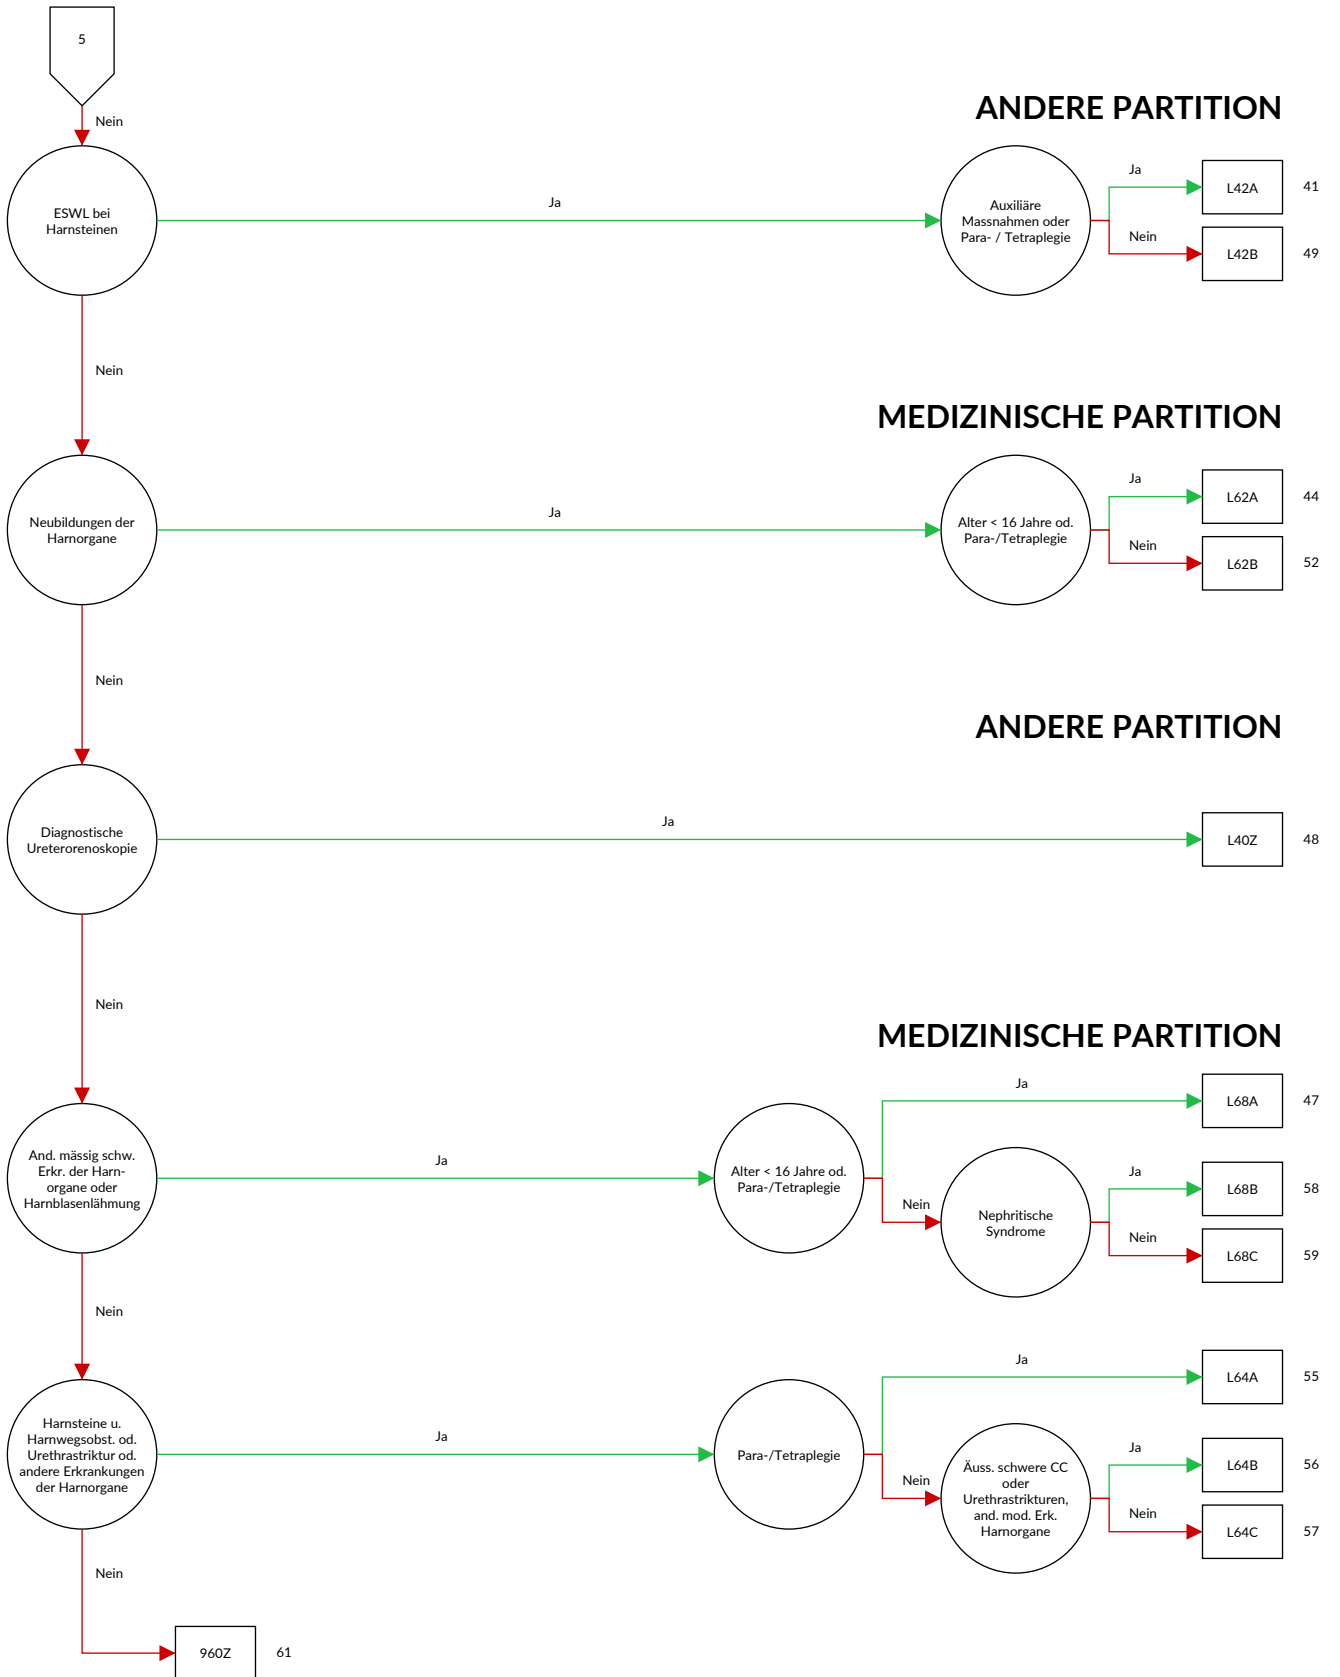 5
Nein
ANDERE PARTITION
ESWL bei
Harnsteinen
Ja
Auxiliäre
Massnahmen oder
Para- / Tetraplegie
Ja
L42A
41
Nein
L42B
49
Nein
MEDIZINISCHE PARTITION
Neubildungen der
Harnorgane
Ja
Alter < 16 Jahre od.
Para-/Tetraplegie
Ja
L62A
44
Nein
L62B
52
Nein
ANDERE PARTITION
Diagnostische
Ureterorenoskopie
Ja
L40Z
48
Nein
MEDIZINISCHE PARTITION
And. mässig schw.
Erkr. der Harn-
organe oder
Harnblasenlähmung
Ja
Alter < 16 Jahre od.
Para-/Tetraplegie
Ja
L68A
47
Nein
Nephritische
Syndrome
Ja
L68B
58
Nein
L68C
59
Nein
Harnsteine u.
Harnwegsobst. od.
Urethrastriktur od.
andere Erkrankungen
der Harnorgane
Ja
Para-/Tetraplegie
Ja
L64A
55
Nein
Äuss. schwere CC
oder
Urethrastrikturen,
and. mod. Erk.
Harnorgane
Ja
L64B
56
Nein
L64C
57
Nein
960Z
61